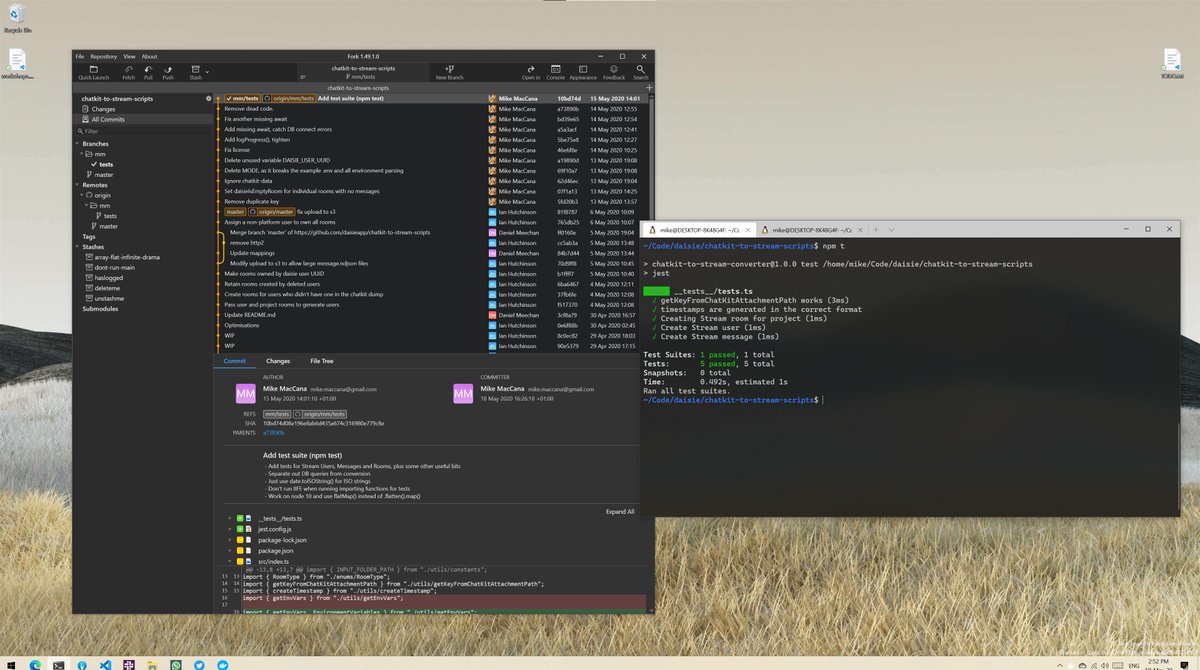 Recycle Bin
File Repository View About
Fork 1.49.1.0
Quick Launch Fetch Pull Push Stash
chatkit-to-stream-scripts
mm/tests
New Branch
Open in Console Appearance Feedback Search
chatkit-to-stream-scripts
chatkit-to-stream-scripts
Changes
All Commits
Filter
Branches
mm
tests
master
Remotes
origin
mm
tests
master
Tags
Stashes
array-flat-infinite-drama
dont-run-main
haslogged
deleteme
unstashme
Submodules
mm/tests origin/mm/tests Add test suite (npm test) Mike MacCana 10bd74d 15 May 2020 14:01
Remove dead code. Mike MacCana a73890b 14 May 2020 12:55
Fix another missing await Mike MacCana bd39e65 14 May 2020 12:54
Add missing await, catch DB connect errors Mike MacCana a5a3acf 14 May 2020 12:41
Add logProgress(), tighten Mike MacCana 5be75e8 14 May 2020 12:27
Fix license Mike MacCana 46e6f8e 14 May 2020 10:25
Delete unused variable DAISIE_USER_UUID Mike MacCana a19890d 13 May 2020 19:08
Delete MODE, as it breaks the example .env and all environment parsing Mike MacCana 69f10a7 13 May 2020 19:08
Ignore chatkit-data Mike MacCana 62d46ec 13 May 2020 19:04
Set daisieIsEmptyRoom for individual rooms with no messages Mike MacCana 07f1a13 13 May 2020 14:25
Remove duplicate key Mike MacCana 5fd20b3 13 May 2020 13:57
master origin/master fix upload to s3 Ian Hutchinson 81f8787 6 May 2020 10:09
Assign a non-platform user to own all rooms Ian Hutchinson 765db25 6 May 2020 10:07
Merge branch 'master' of https://github.com/daisieapp/chatkit-to-stream-scripts Daniel Meechan ff0160e 5 May 2020 19:04
remove http2 Ian Hutchinson cc5ab3a 5 May 2020 13:48
Update mappings Daniel Meechan 84b7d44 5 May 2020 13:44
Modify upload to s3 to allow large message.ndjson files Ian Hutchinson 70d9ff8 5 May 2020 10:45
Make rooms owned by daisie user UUID Ian Hutchinson b1ffff7 5 May 2020 10:40
Retain rooms created by deleted users Ian Hutchinson 6ba6467 4 May 2020 12:11
Create rooms for users who didn't have one in the chatkit dump Ian Hutchinson 37fb6fe 4 May 2020 12:08
Pass user and project rooms to generate users Ian Hutchinson f517370 4 May 2020 12:08
Update README.md Daniel Meechan 3cf8a79 30 Apr 2020 16:57
Optimisations Ian Hutchinson 0e6f88b 30 Apr 2020 02:45
WIP Ian Hutchinson 8c0ec82 29 Apr 2020 18:03
WIP Ian Hutchinson 90e5379 29 Apr 2020 17:15
Commit Changes File Tree
AUTHOR COMMITTER
MM Mike MacCana mike.maccana@gmail.com MM Mike MacCana mike.maccana@gmail.com
15 May 2020 14:01:10 +01:00 18 May 2020 16:26:18 +01:00
REFS mm/tests origin/mm/tests
SHA 10bd74d08e196e8ab6d435a674c316980e779c8e
PARENTS a73890b
Add test suite (npm test)
- Add tests for Stream Users, Messages and Rooms, plus some other useful bits
- Separate out DB queries from conversion
- Just use date.toISOString() for ISO strings
- Don't run IIFE when running importing functions for tests
- Work on node 10 and use flatMap() instead of .flatten().map()
Expand All
__tests__/tests.ts
jest.config.js
package-lock.json
package.json
src/index.ts
@@ -13,8 +13,7 @@ import { INPUT_FOLDER_PATH } from "./utils/constants";
13 13 import { RoomType } from "./enums/RoomType";
14 14 import { getKeyFromChatKitAttachmentPath } from "./utils/getKeyFromChatKitAttachmentPath";
15 15 import { createTimestamp } from "./utils/createTimestamp";
16 import { getEnvVars } from "./utils/getEnvVars";
17
16 import { getEnvVars, EnvironmentVariables } from "./utils/getEnvVars";
mike@DESKTOP-8K48G4F: ~/Cc mike@DESKTOP-8K48G4F: ~/Cc
~/Code/daisie/chatkit-to-stream-scripts$ npm t
> chatkit-to-stream-converter@1.0.0 test /home/mike/Code/daisie/chatkit-to-stream-scripts
> jest
__tests__/tests.ts
✓ getKeyFromChatKitAttachmentPath works (3ms)
✓ timestamps are generated in the correct format
✓ Creating Stream room for project (1ms)
✓ Create Stream user (1ms)
✓ Create Stream message (1ms)
Test Suites: 1 passed, 1 total
Tests: 5 passed, 5 total
Snapshots: 0 total
Time: 0.492s, estimated 1s
Ran all test suites.
~/Code/daisie/chatkit-to-stream-scripts$
ENG
2:52 PM